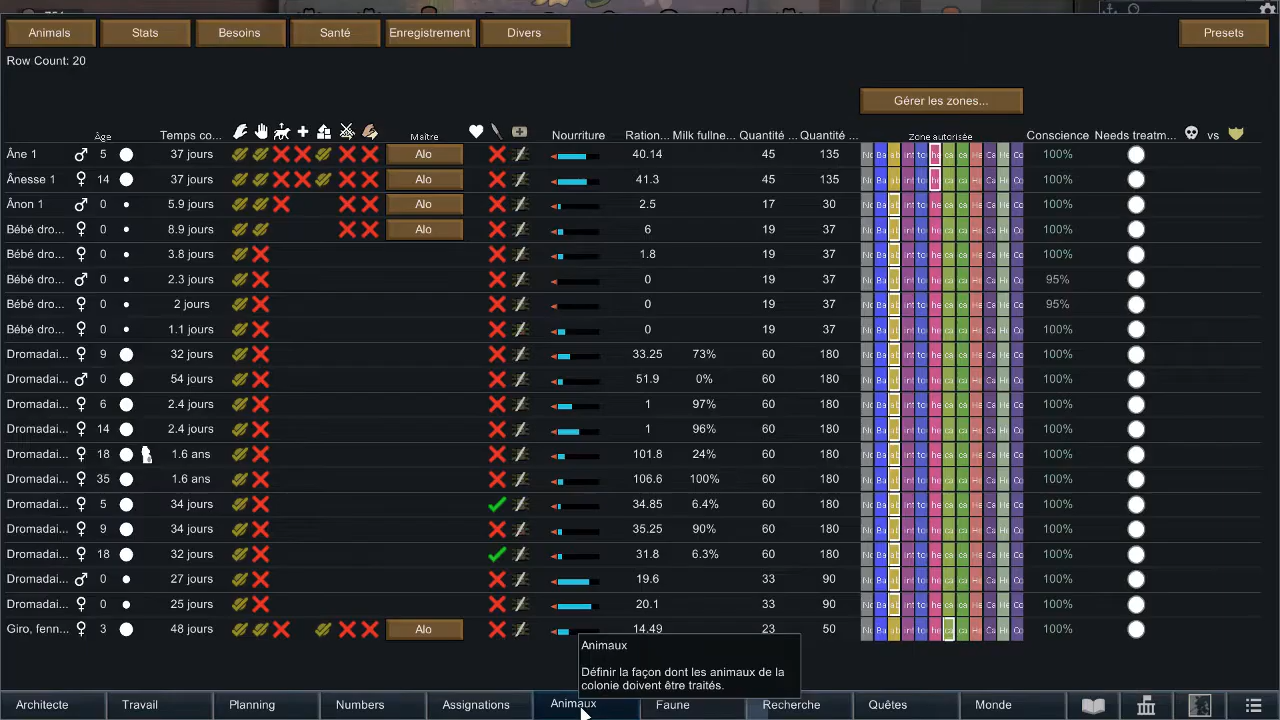 Animals Stats Besoins Santé Enregistrement Divers Presets
Row Count: 20
Gérer les zones...
Âge Temps co... Maître Nourriture Ration... Milk fullne... Quantité ... Quantité ... Zone autorisée Conscience Needs treatm... vs
Âne 1 5 37 jours Alo 40.14 45 135 100%
Ânesse 1 14 37 jours Alo 41.3 45 135 100%
Ânon 1 0 5.9 jours Alo 2.5 17 30 100%
Bébé dro... 0 8.9 jours Alo 6 19 37 100%
Bébé dro... 0 3.8 jours 1.8 19 37 100%
Bébé dro... 0 2.3 jours 0 19 37 95%
Bébé dro... 0 2 jours 0 19 37 95%
Bébé dro... 0 1.1 jours 0 19 37 100%
Dromadai... 9 32 jours 33.25 73% 60 180 100%
Dromadai... 0 54 jours 51.9 0% 60 180 100%
Dromadai... 6 2.4 jours 1 97% 60 180 100%
Dromadai... 14 2.4 jours 1 96% 60 180 100%
Dromadai... 18 1.6 ans 101.8 24% 60 180 100%
Dromadai... 35 1.6 ans 106.6 100% 60 180 100%
Dromadai... 5 34 jours 34.85 6.4% 60 180 100%
Dromadai... 9 34 jours 35.25 90% 60 180 100%
Dromadai... 18 32 jours 31.8 6.3% 60 180 100%
Dromadai... 0 27 jours 19.6 33 90 100%
Dromadai... 0 25 jours 20.1 33 90 100%
Giro, fenn... 3 48 jours Alo 14.49 23 50 100%
Animaux
Définir la façon dont les animaux de la
colonie doivent être traités.
Architecte Travail Planning Numbers Assignations Animaux Faune Recherche Quêtes Monde